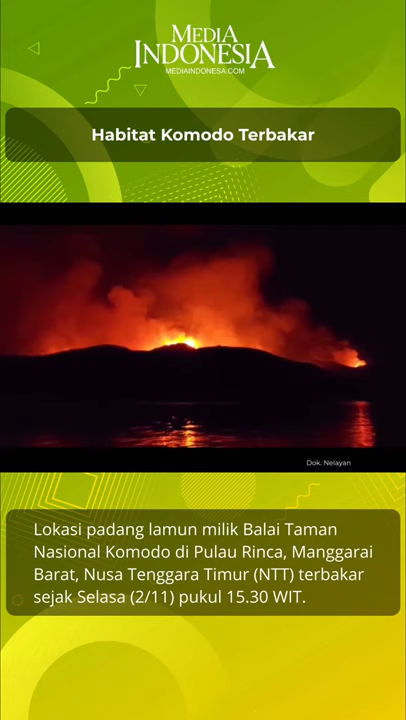 MEDIA
INDONESIA
MEDIAINDONESA.COM
Habitat Komodo Terbakar
Dok. Nelayan
Lokasi padang lamun milik Balai Taman
Nasional Komodo di Pulau Rinca, Manggarai
Barat, Nusa Tenggara Timur (NTT) terbakar
sejak Selasa (2/11) pukul 15.30 WIT.